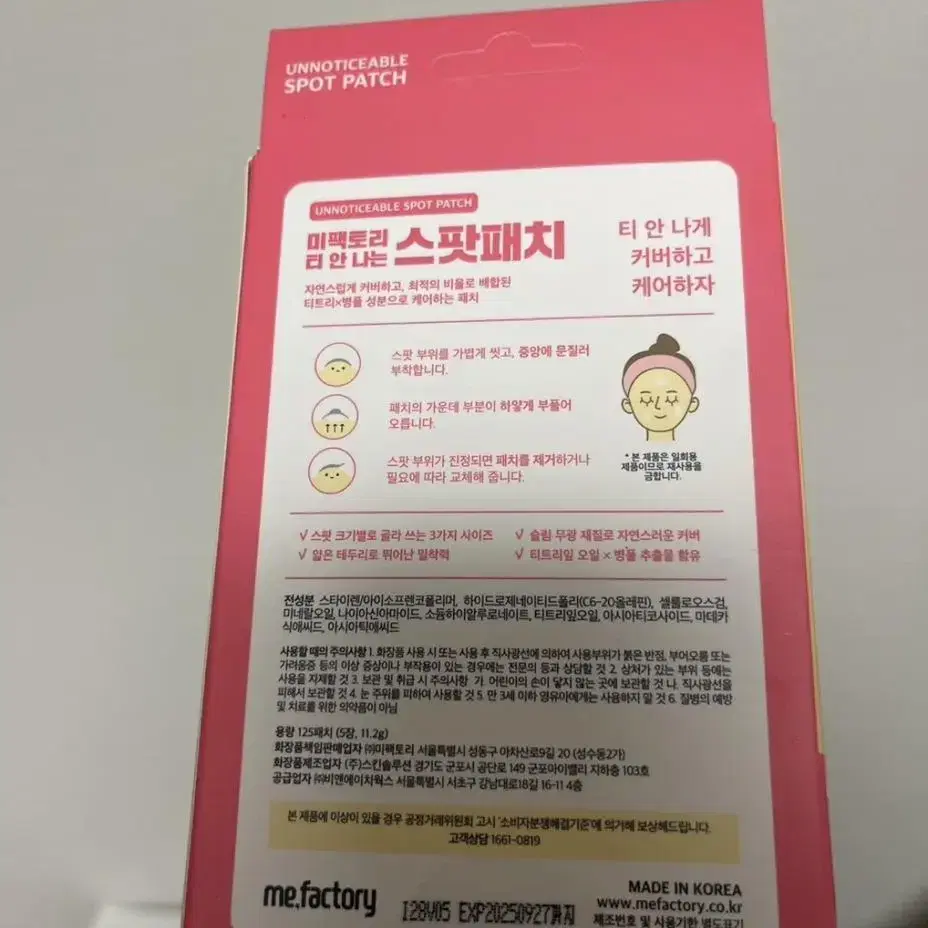 UNNOTICEABLE
SPOT PATCH
UNNOTICEABLE SPOT PATCH
미팩토리
티 안 나는 스팟패치
자연스럽게 커버하고, 최적의 비율로 배합된
티트리×병풀 성분으로 케어하는 패치
티 안 나게
커버하고
케어하자
스팟 부위를 가볍게 씻고, 중앙에 문질러
부착합니다.
패치의 가운데 부분이 하얗게 부풀어
오릅니다.
스팟 부위가 진정되면 패치를 제거하거나
필요에 따라 교체해 줍니다.
* 본 제품은 일회용
제품이므로 재사용을
금합니다.
√ 스팟 크기별로 골라 쓰는 3가지 사이즈
√ 얇은 테두리로 뛰어난 밀착력
√ 슬림 무광 재질로 자연스러운 커버
√ 티트리잎 오일 × 병풀 추출물 함유
전성분 스타이렌/아이소프렌코폴리머, 하이드로제네이티드폴리(C6-20올레핀), 셀룰로오스검,
미네랄오일, 나이아신아마이드, 소듐하이알루로네이트, 티트리잎오일, 아시아티코사이드, 마데카
식애씨드, 아시아틱애씨드
사용할 때의 주의사항 1. 화장품 사용 시 또는 사용 후 직사광선에 의하여 사용부위가 붉은 반점, 부어오름 또는
가려움증 등의 이상 증상이나 부작용이 있는 경우에는 전문의 등과 상담할 것 2. 상처가 있는 부위 등에는
사용을 자제할 것 3. 보관 및 취급 시 주의사항 가. 어린이의 손이 닿지 않는 곳에 보관할 것 나. 직사광선을
피해서 보관할 것 4. 눈 주위를 피하여 사용할 것 5. 만 3세 이하 영유아에게는 사용하지 말 것 6. 질병의 예방
및 치료를 위한 의약품이 아님
용량 125패치 (5장, 11.2g)
화장품책임판매업자 ㈜미팩토리 서울특별시 성동구 아차산로9길 20 (성수동2가)
화장품제조업자 (주)스킨솔루션 경기도 군포시 공단로 149 군포아이밸리 지하층 103호
공급업자 ㈜비앤에이치웍스 서울특별시 서초구 강남대로18길 16-11 4층
본 제품에 이상이 있을 경우 공정거래위원회 고시 '소비자분쟁해결기준'에 의거해 보상해드립니다.
고객상담 1661-0819
me.factory
I28V05 EXP20250927까지
MADE IN KOREA
www.mefactory.co.kr
제조번호 및 사용기한 별도표기